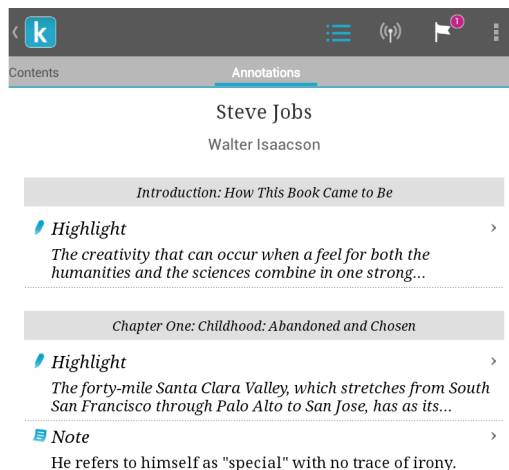 k
1
Contents
Annotations
Steve Jobs
Walter Isaacson
Introduction: How This Book Came to Be
Highlight
The creativity that can occur when a feel for both the
humanities and the sciences combine in one strong...
Chapter One: Childhood: Abandoned and Chosen
Highlight
The forty-mile Santa Clara Valley, which stretches from South
San Francisco through Palo Alto to San Jose, has as its...
Note
He refers to himself as "special" with no trace of irony.